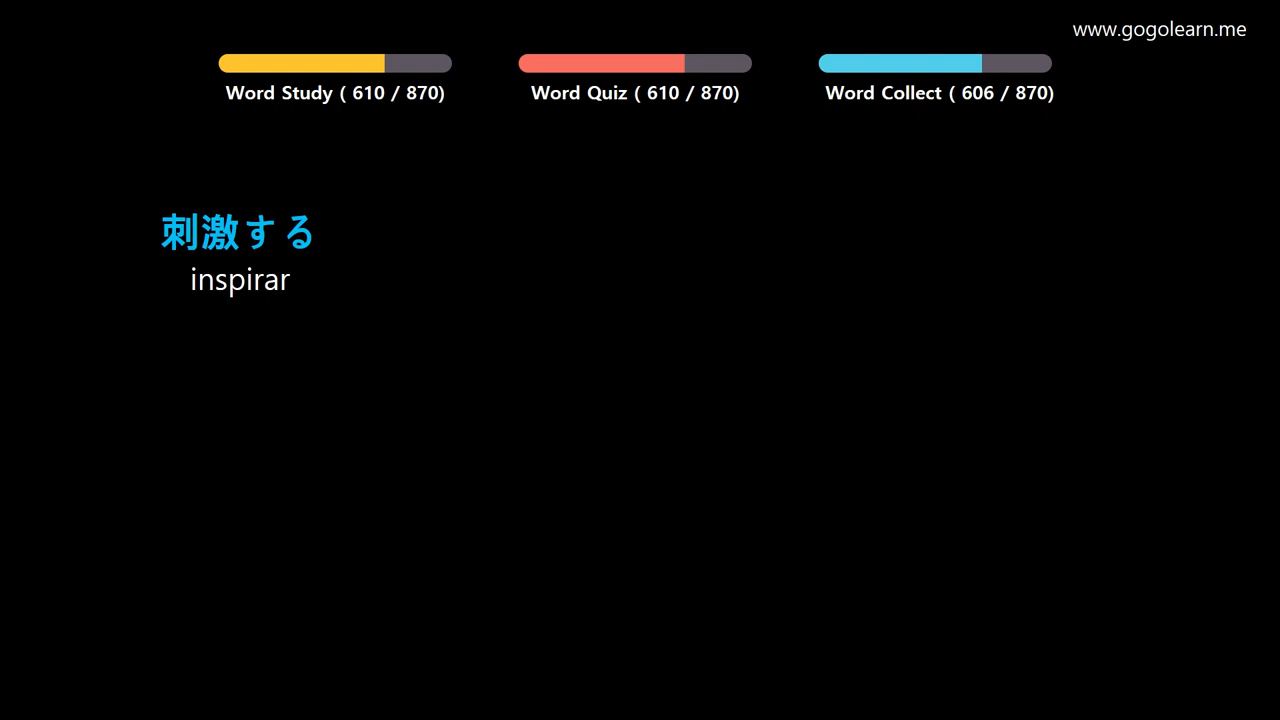 www.gogolearn.me
Word Study ( 610 / 870)
Word Quiz ( 610 / 870)
Word Collect ( 606 / 870)
刺激する
inspirar